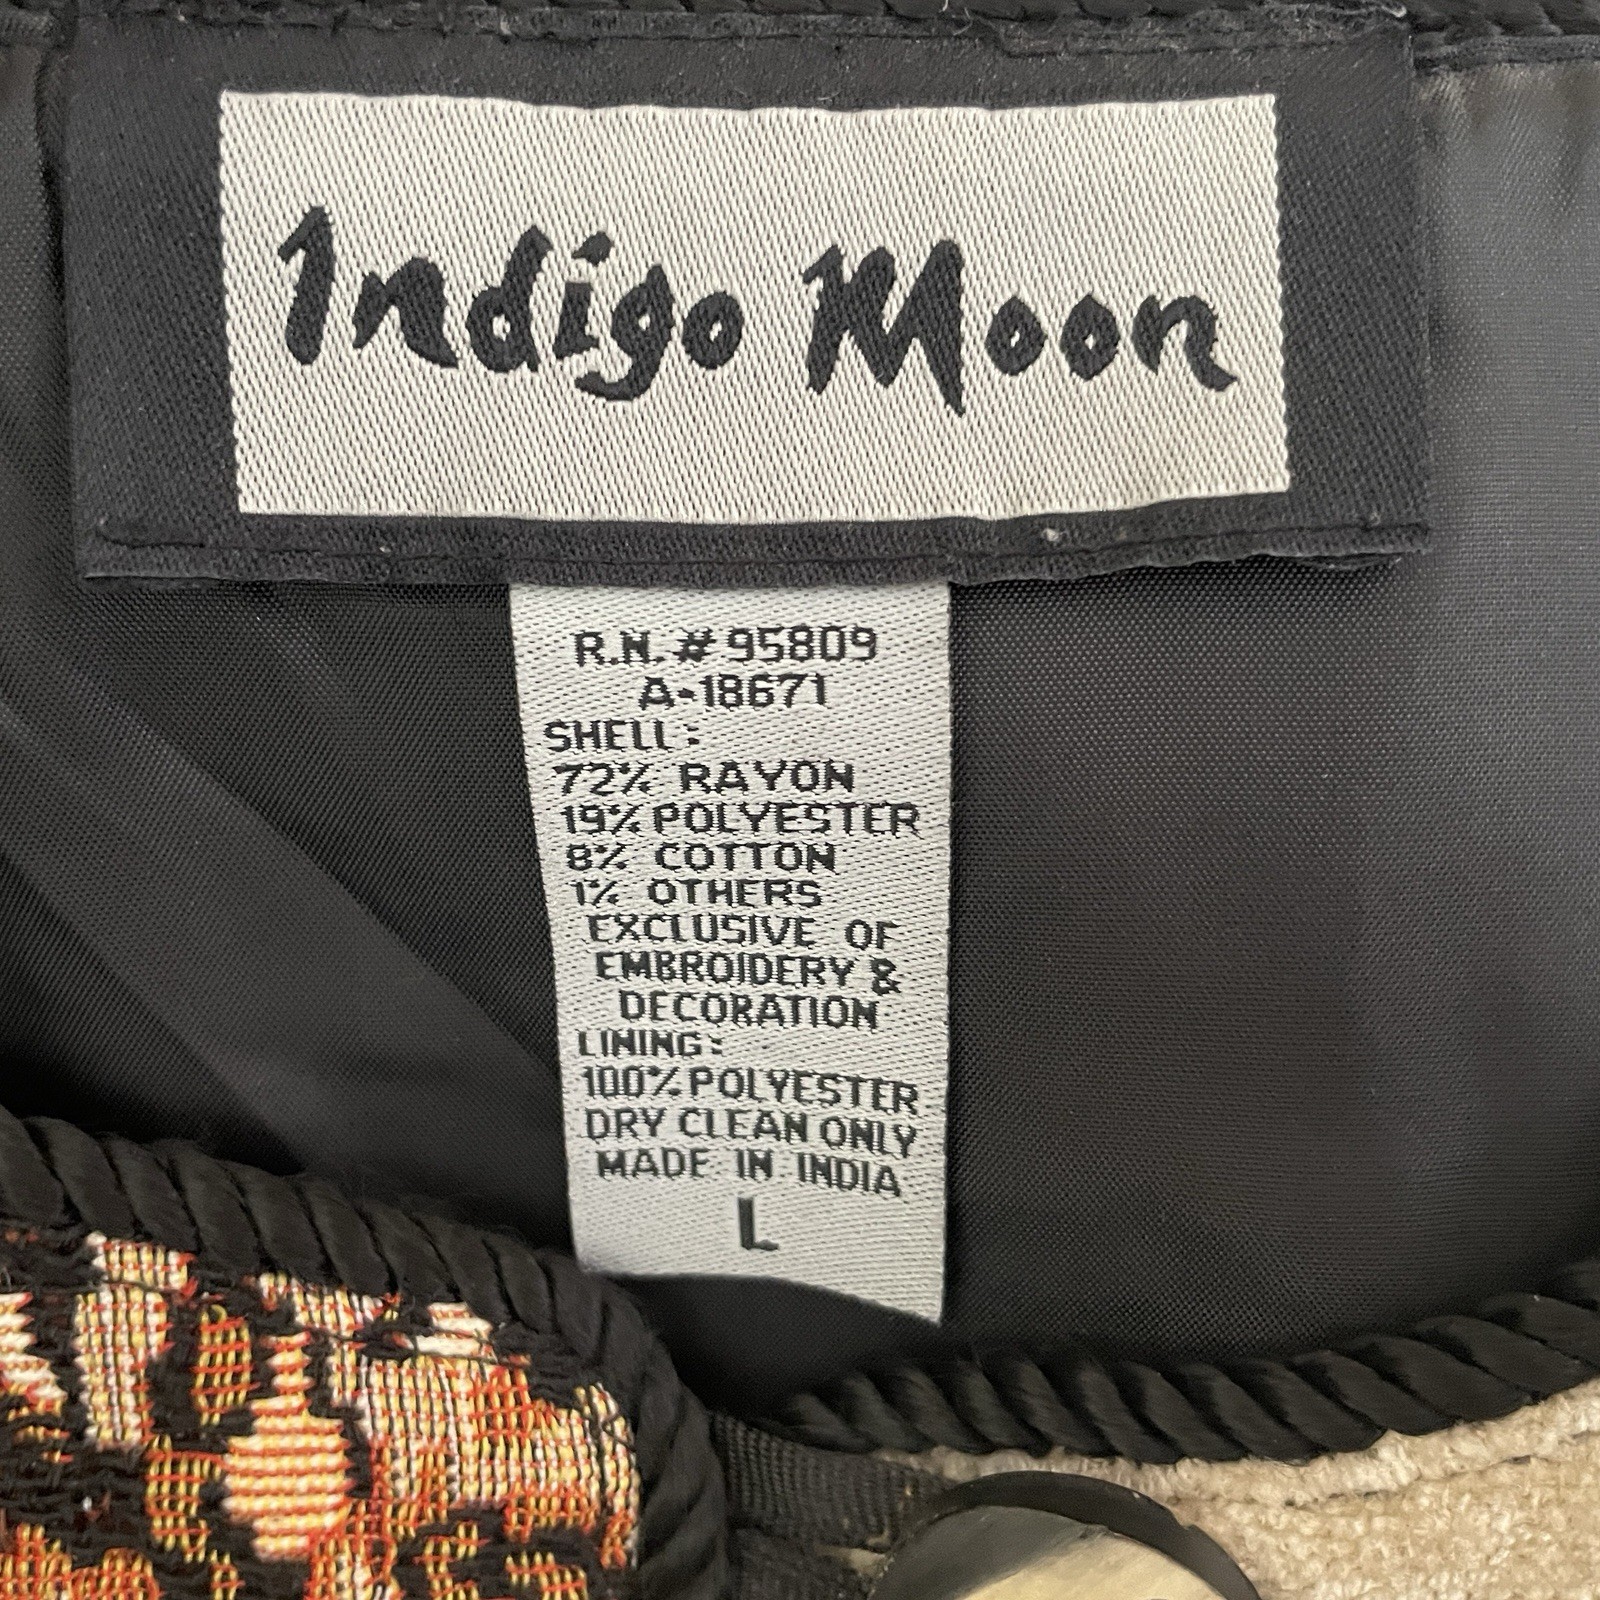 Indigo Moon
R.N. # 95809
A-18671
SHELL:
72% RAYON
19% POLYESTER
8% COTTON
1% OTHERS
EXCLUSIVE OF
EMBROIDERY &
DECORATION
LINING:
100% POLYESTER
DRY CLEAN ONLY
MADE IN INDIA
L